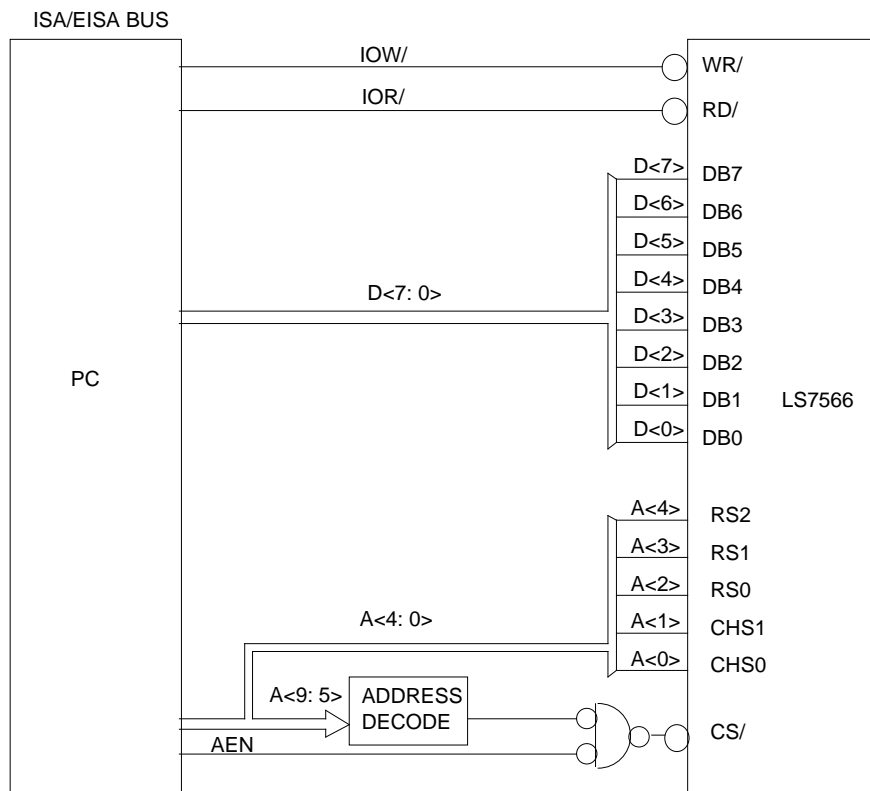 ISA/EISA BUS
IOW/
WR/
IOR/
RD/
D<7>
DB7
D<6>
DB6
D<5>
DB5
D<4>
DB4
D<7: 0>
D<3>
DB3
D<2>
DB2
PC
D<1>
DB1
LS7566
D<0>
DB0
A<4>
RS2
A<3>
RS1
A<2>
RS0
A<4: 0>
A<1>
CHS1
A<0>
CHS0
A<9: 5>
ADDRESS
DECODE
CS/
AEN